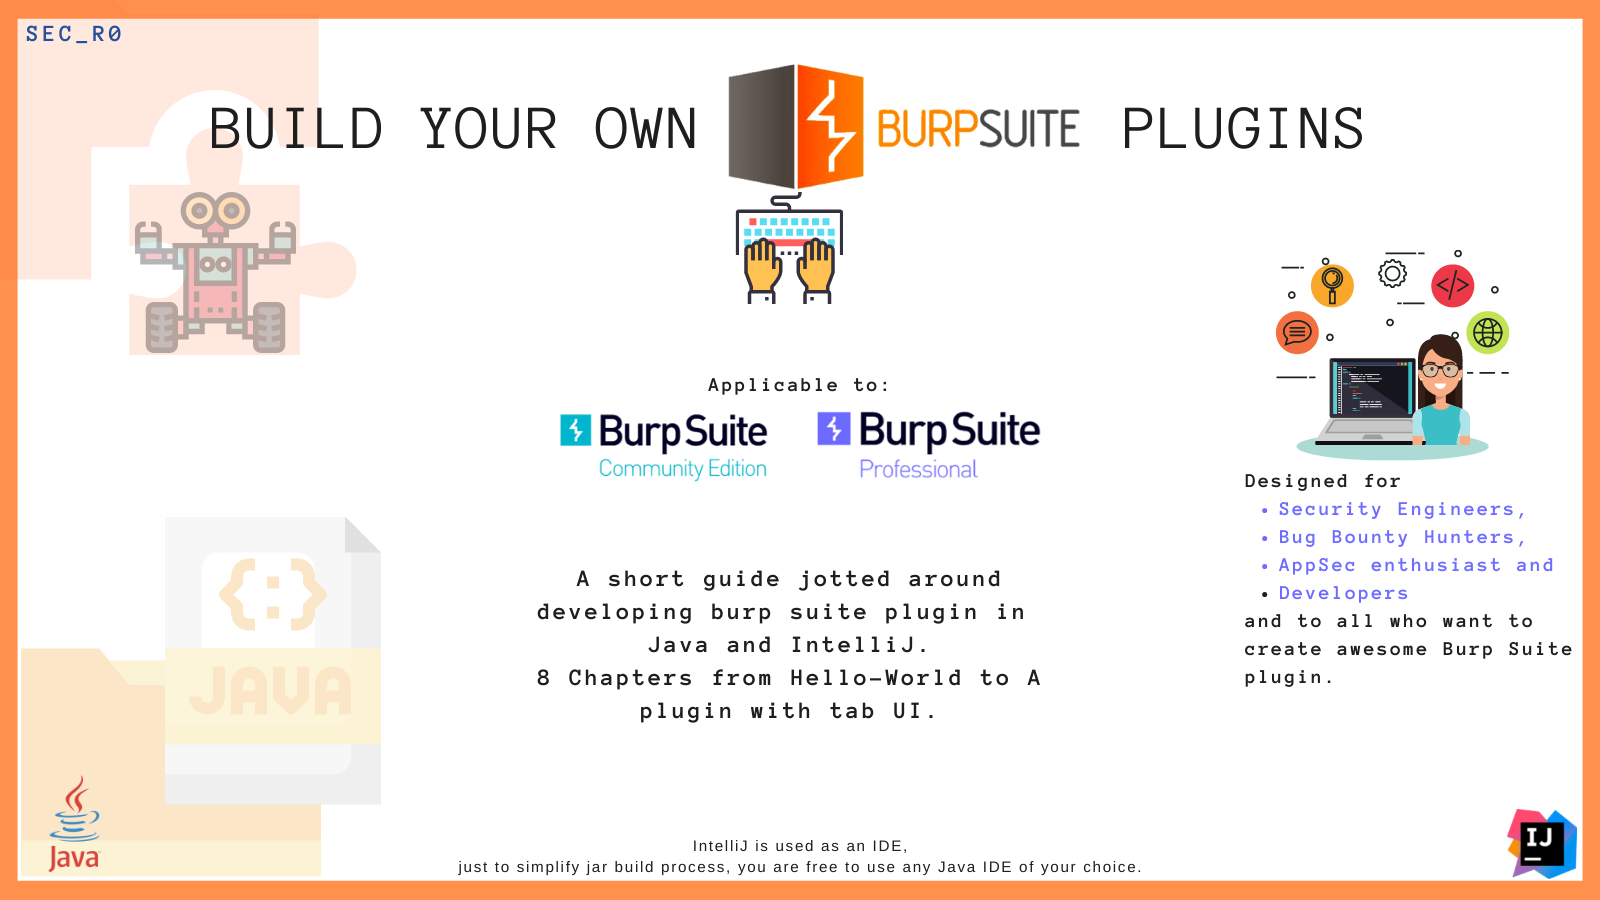 SEC_R0
BUILD YOUR OWN BURPSUITE PLUGINS
Applicable to:
Burp Suite
Community Edition
Burp Suite
Professional
A short guide jotted around
developing burp suite plugin in
Java and IntelliJ.
8 Chapters from Hello-World to A
plugin with tab UI.
Designed for
• Security Engineers,
• Bug Bounty Hunters,
• AppSec enthusiast and
• Developers
and to all who want to
create awesome Burp Suite
plugin.
{:}
JAVA
Java
IntelliJ is used as an IDE,
just to simplify jar build process, you are free to use any Java IDE of your choice.
IJ